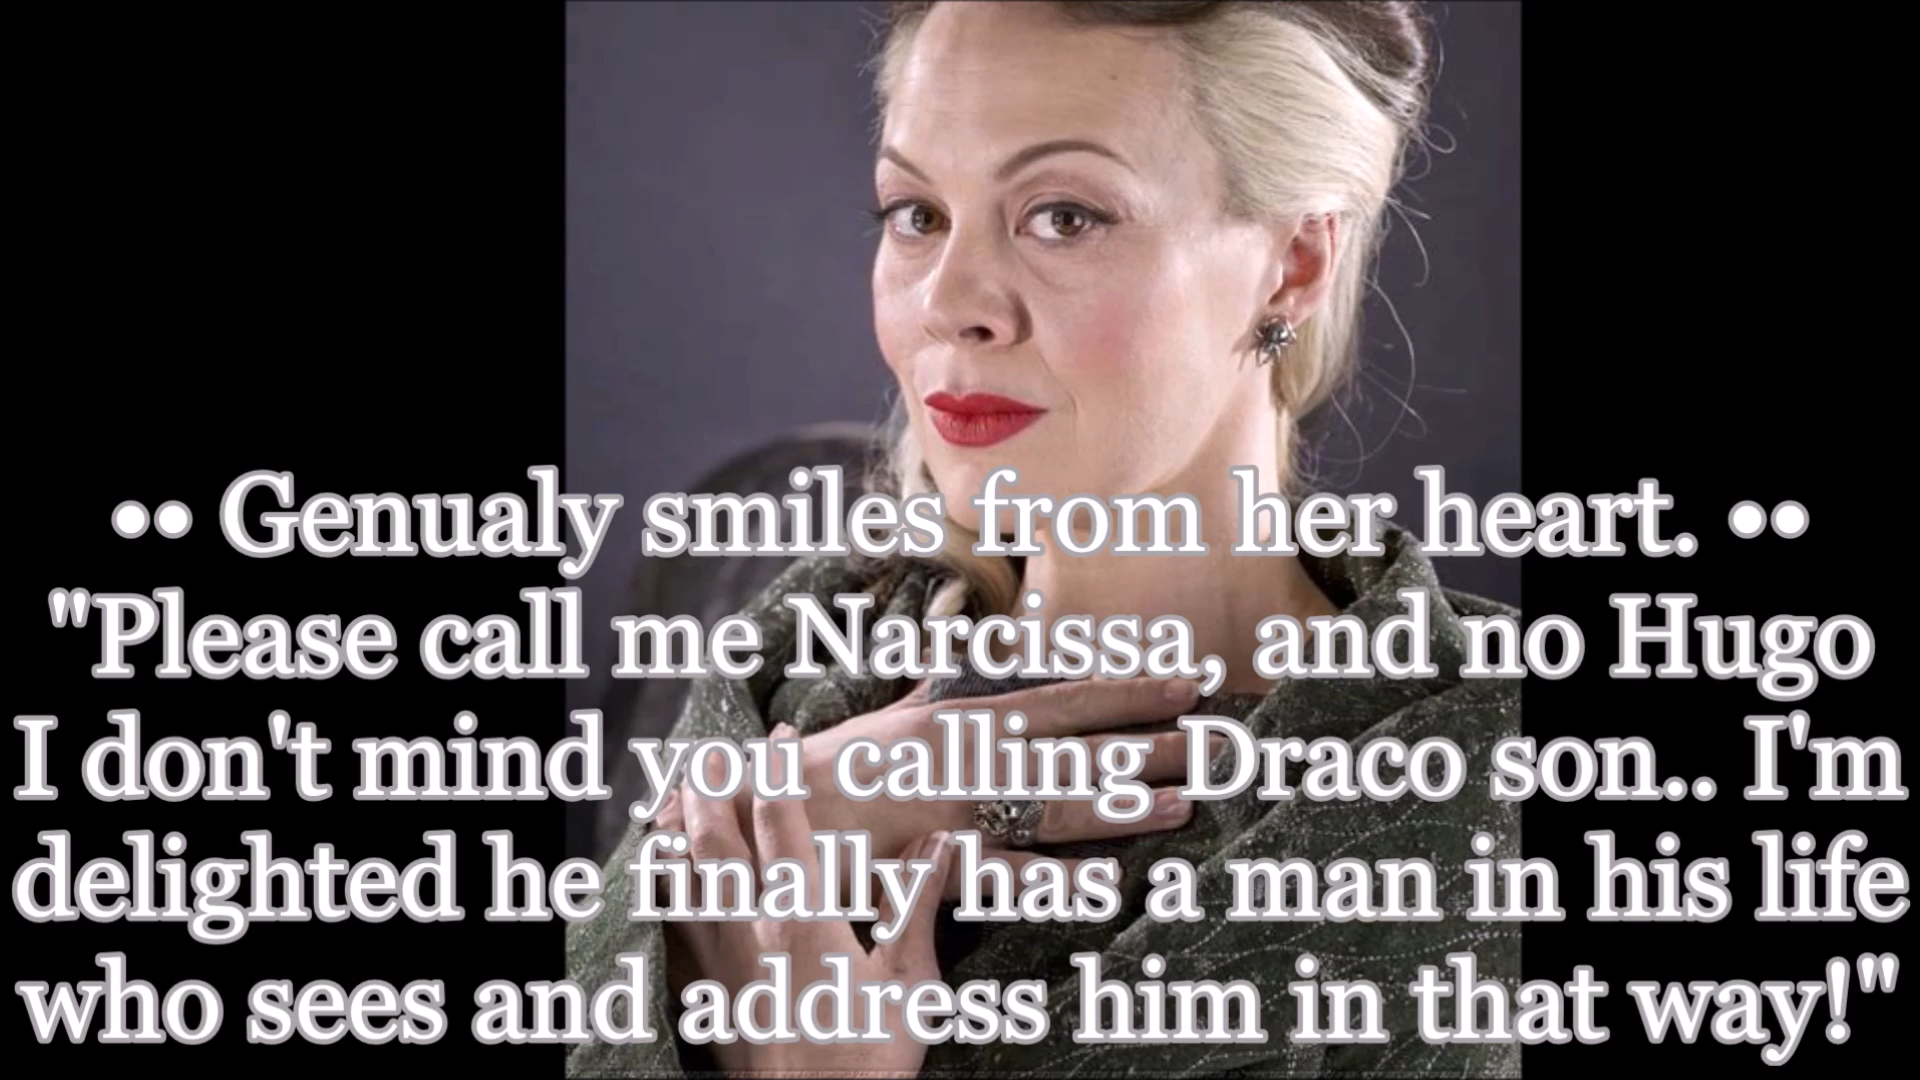 •• Genualy smiles from her heart. ••
"Please call me Narcissa, and no Hugo
I don't mind you calling Draco son.. I'm
delighted he finally has a man in his life
who sees and address him in that way!"